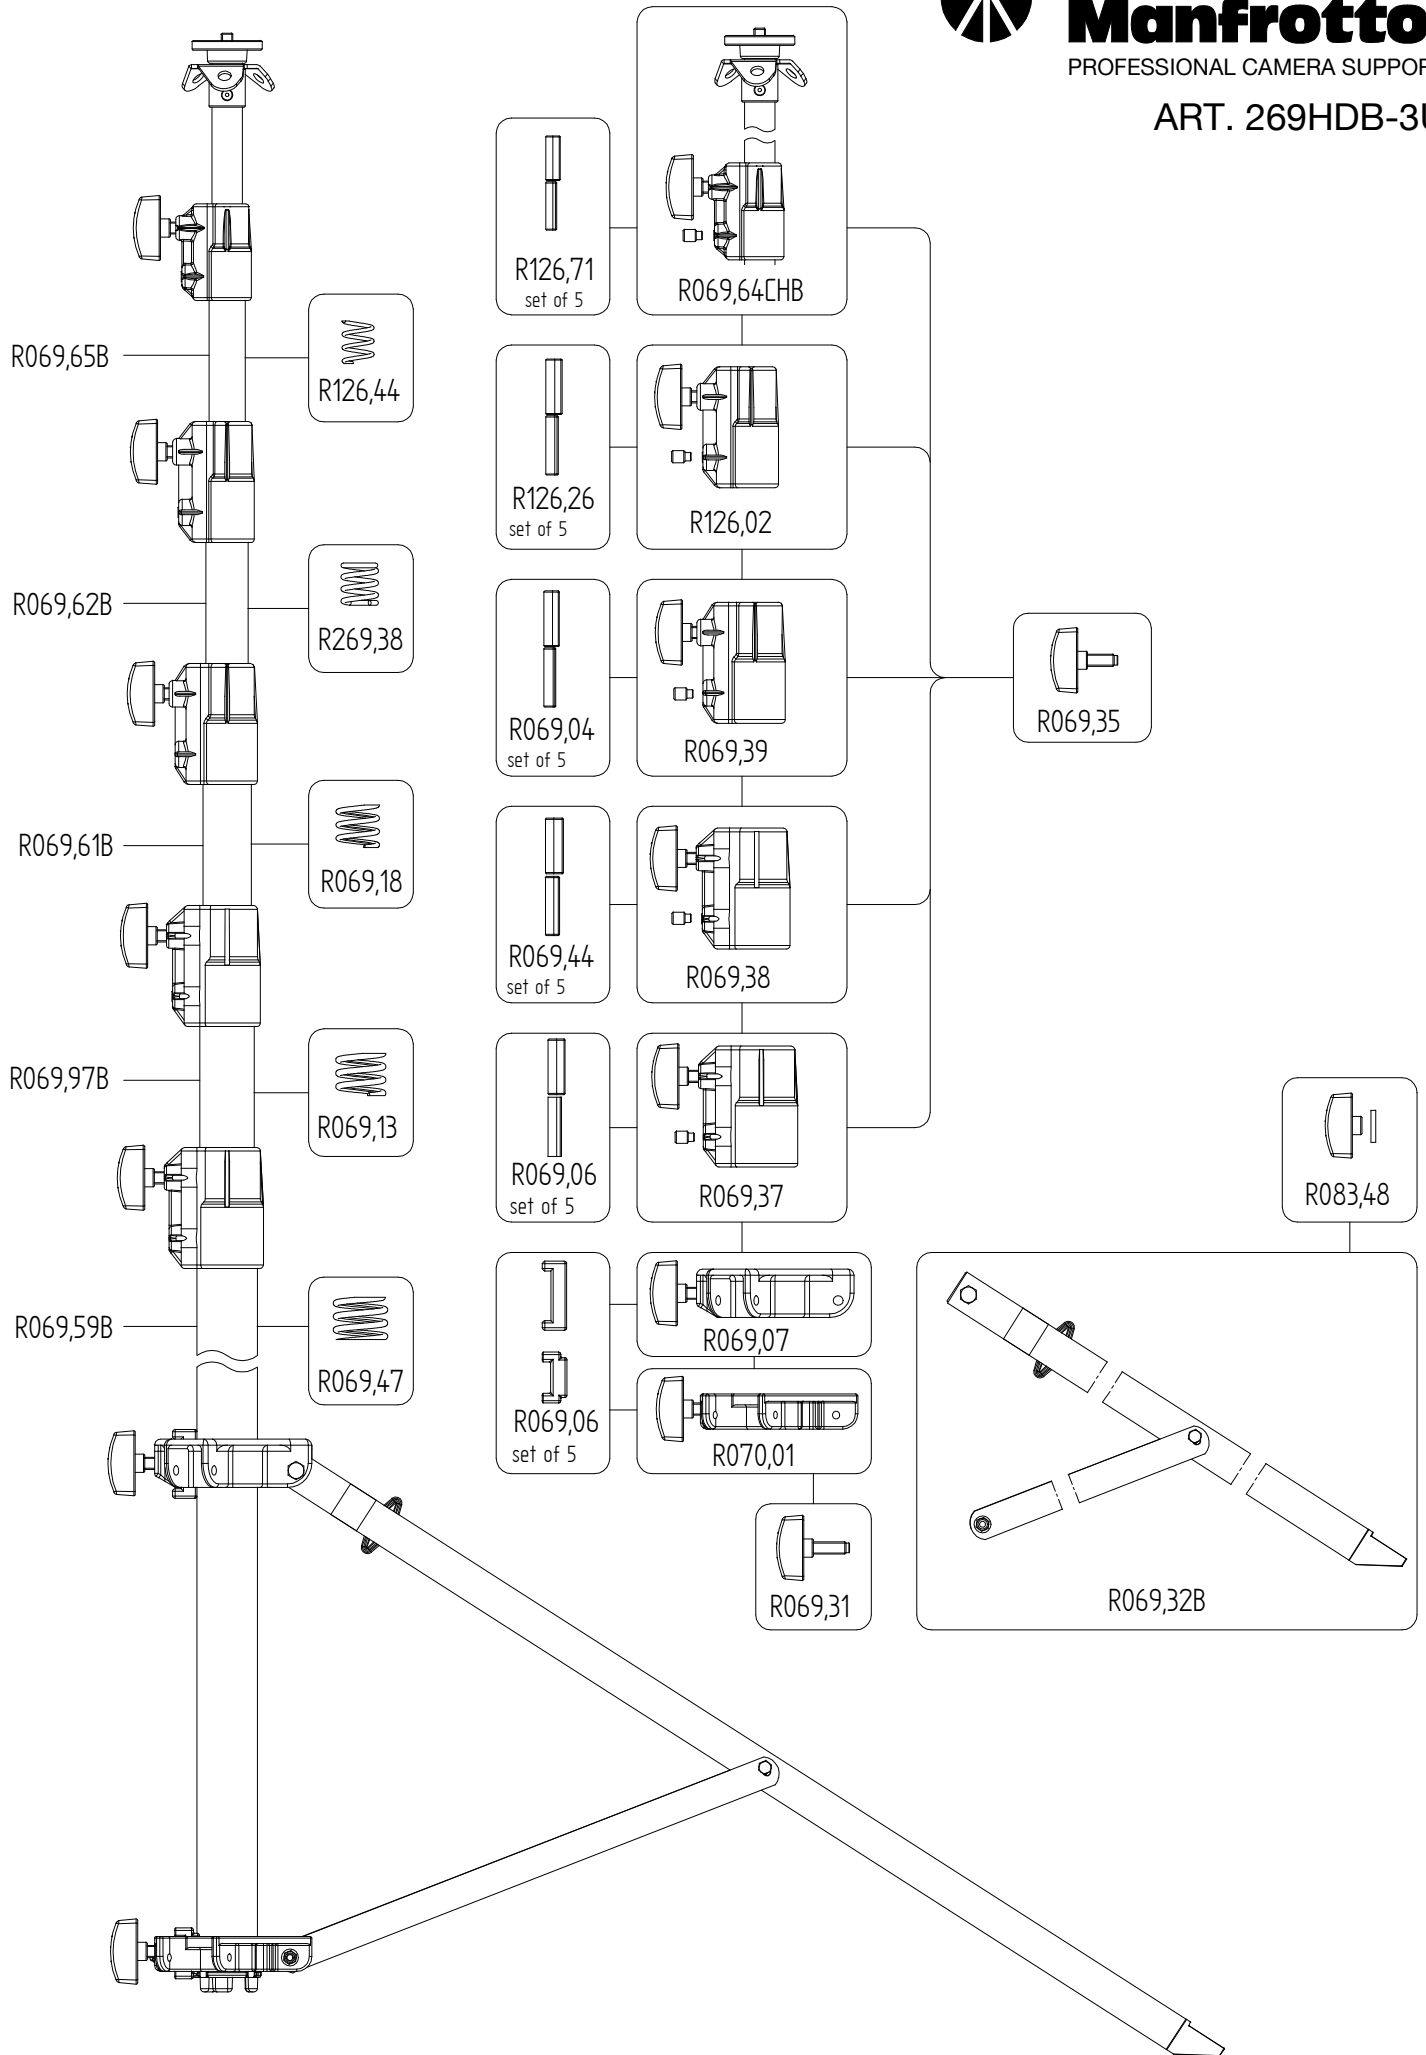 Manfrotto
PROFESSIONAL CAMERA SUPPOR
ART. 269HDB-3U
R126,71
set of 5
R069,64CHB
R069,65B
R126,44
R126,26
set of 5
R126,02
R069,62B
R269,38
R069,04
set of 5
R069,39
R069,35
R069,61B
R069,18
R069,44
set of 5
R069,38
R069,97B
R069,13
R069,06
set of 5
R069,37
R083,48
R069,59B
R069,47
R069,07
R069,06
set of 5
R070,01
R069,31
R069,32B